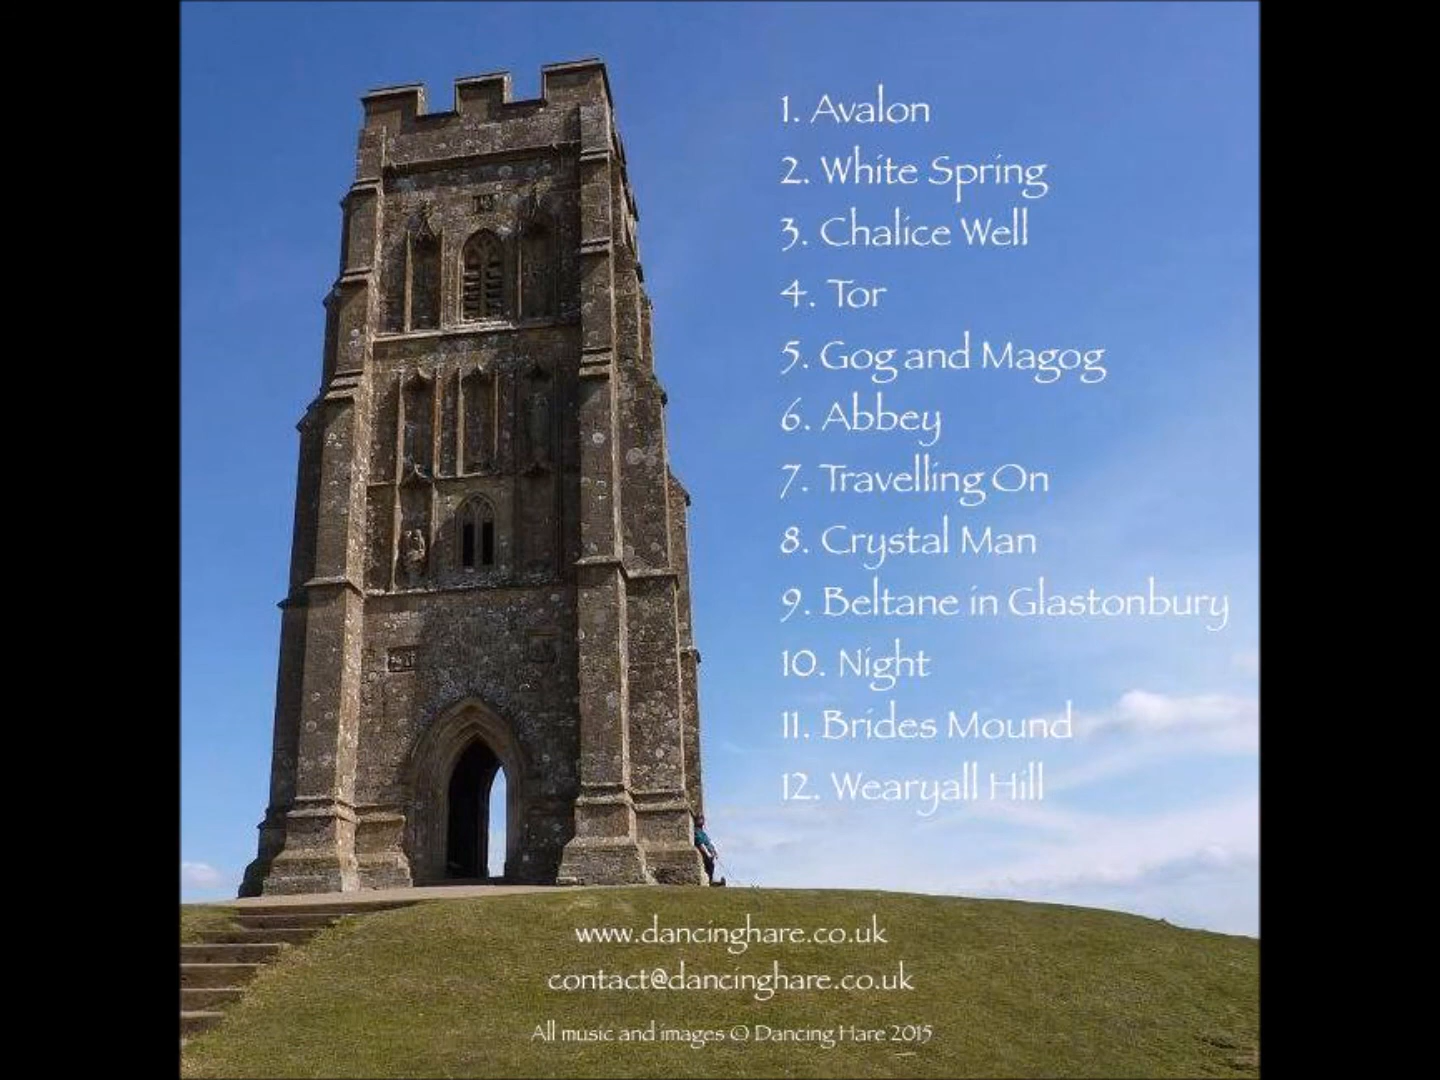 1. Avalon
2. White Spring
3. Chalice Well
4. Tor
5. Gog and Magog
6. Abbey
7. Travelling On
8. Crystal Man
9. Beltane in Glastonbury
10. Night
11. Brides Mound
12. Wearyall Hill
www.dancinghare.co.uk
contact@dancinghare.co.uk
All music and images © Dancing Hare 2015